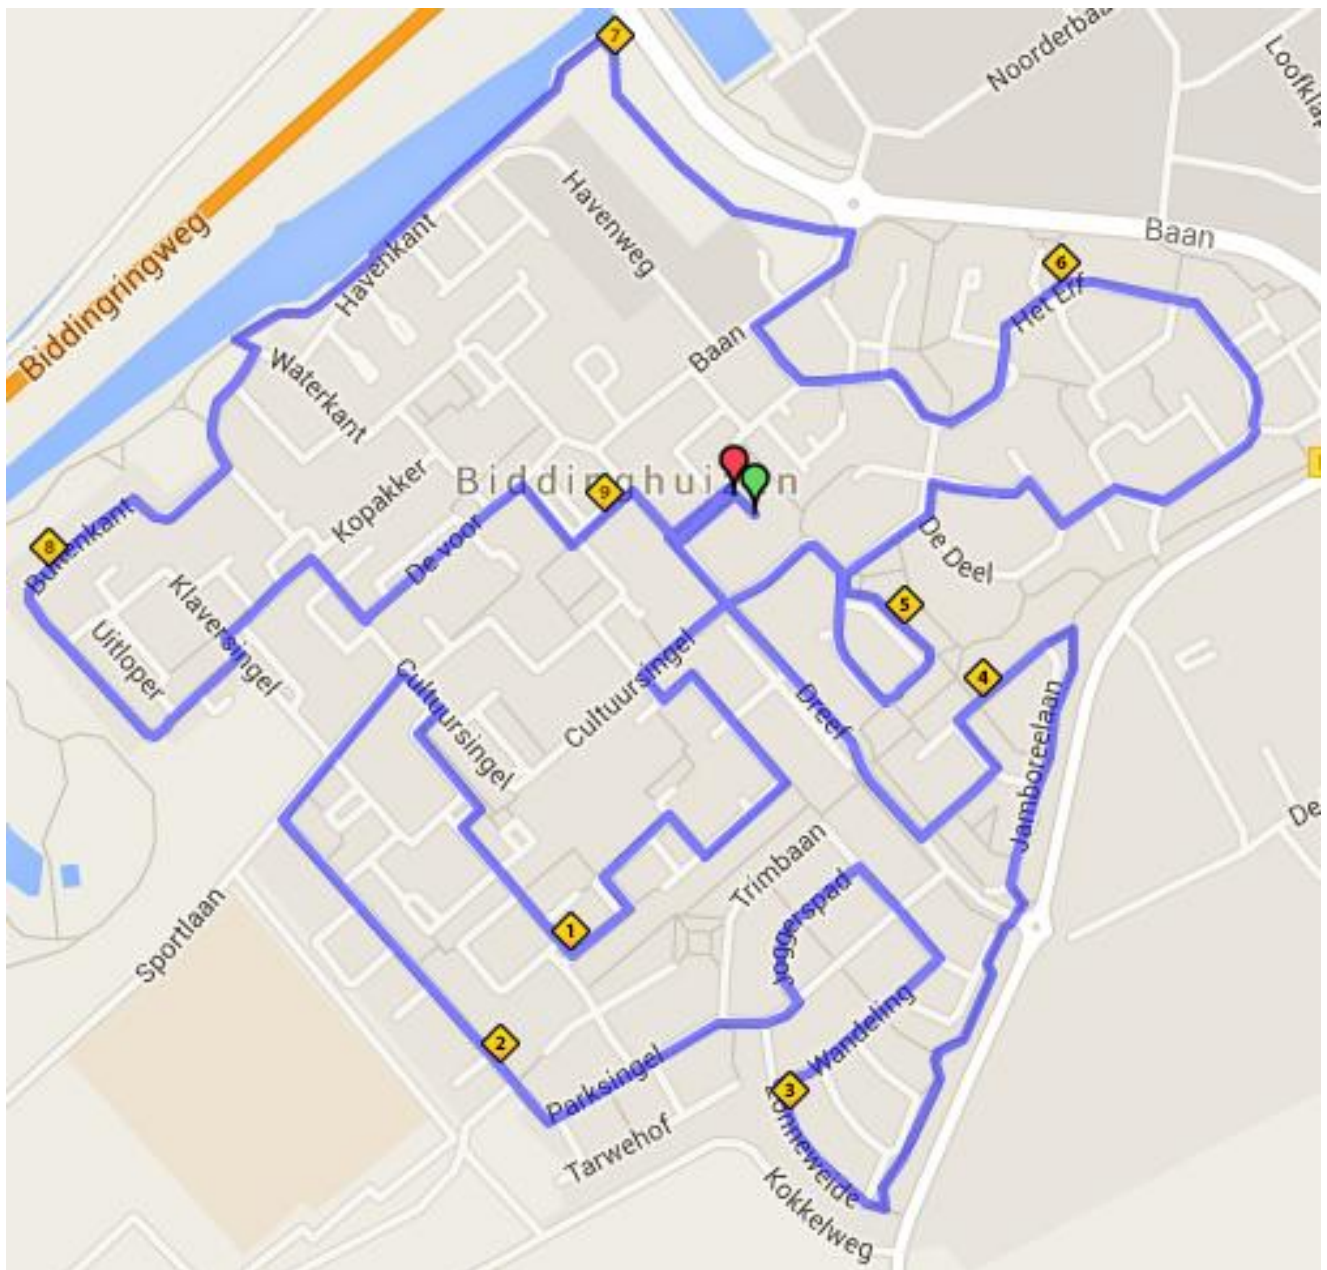 7
Noorderbaa
Loofklap
Havenweg
Havenkant
Baan
6
Het Erf
Biddingringweg
Baan
Waterkant
Biddinghuizen
9
Kopakker
De voor
Buitenkant
8
De Deel
5
Klaversingel
Uitloper
Cultuursingel
Cultuursingel
4
Dreef
Jamboreelaan
De
Trimbaan
Joggerspad
Sportlaan
1
2
Wandeling
3
Parksingel
Zonneweide
Tarwehof
Kokkelweg